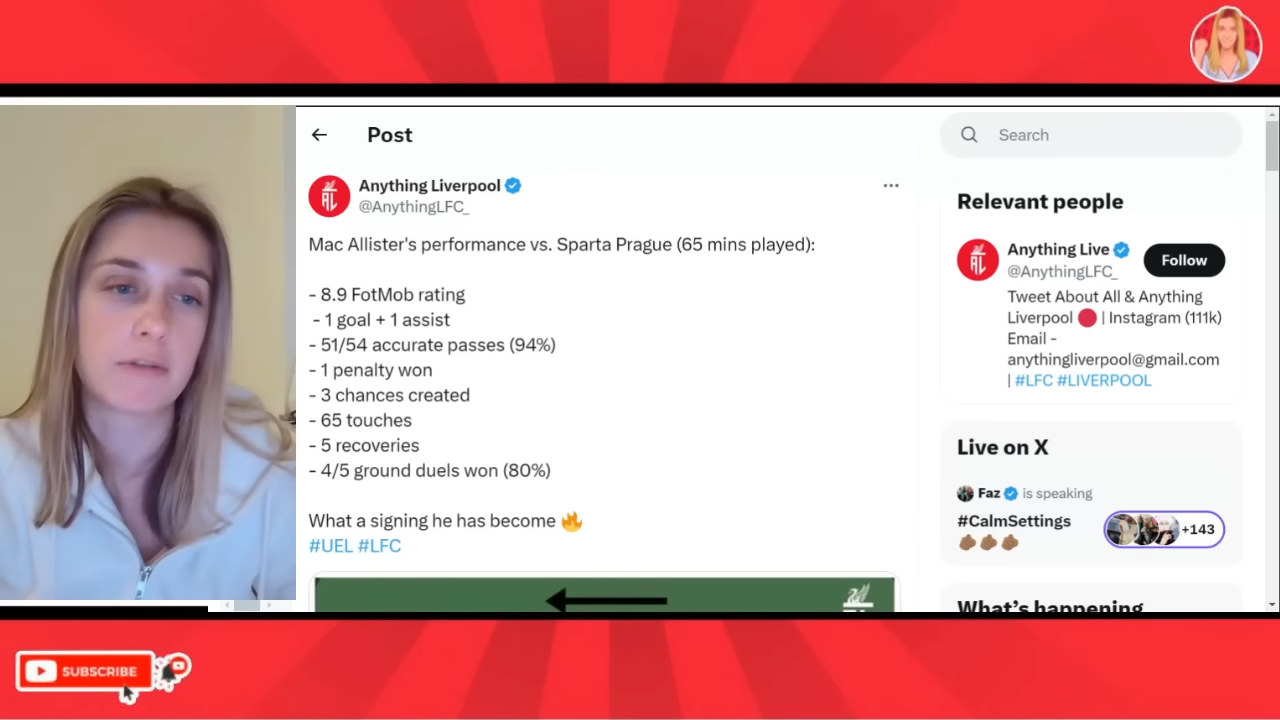 Post
Search
Anything Liverpool
@AnythingLFC_
Mac Allister's performance vs. Sparta Prague (65 mins played):
- 8.9 FotMob rating
- 1 goal + 1 assist
- 51/54 accurate passes (94%)
- 1 penalty won
- 3 chances created
- 65 touches
- 5 recoveries
- 4/5 ground duels won (80%)
What a signing he has become 🔥
#UEL #LFC
Relevant people
Anything Live
@AnythingLFC_
Follow
Tweet About All & Anything
Liverpool 🔴 | Instagram (111k)
Email -
anythingliverpool@gmail.com
| #LFC #LIVERPOOL
Live on X
Faz is speaking
#CalmSettings
👊🏽👊🏽👊🏽
+143
What's happening
SUBSCRIBE